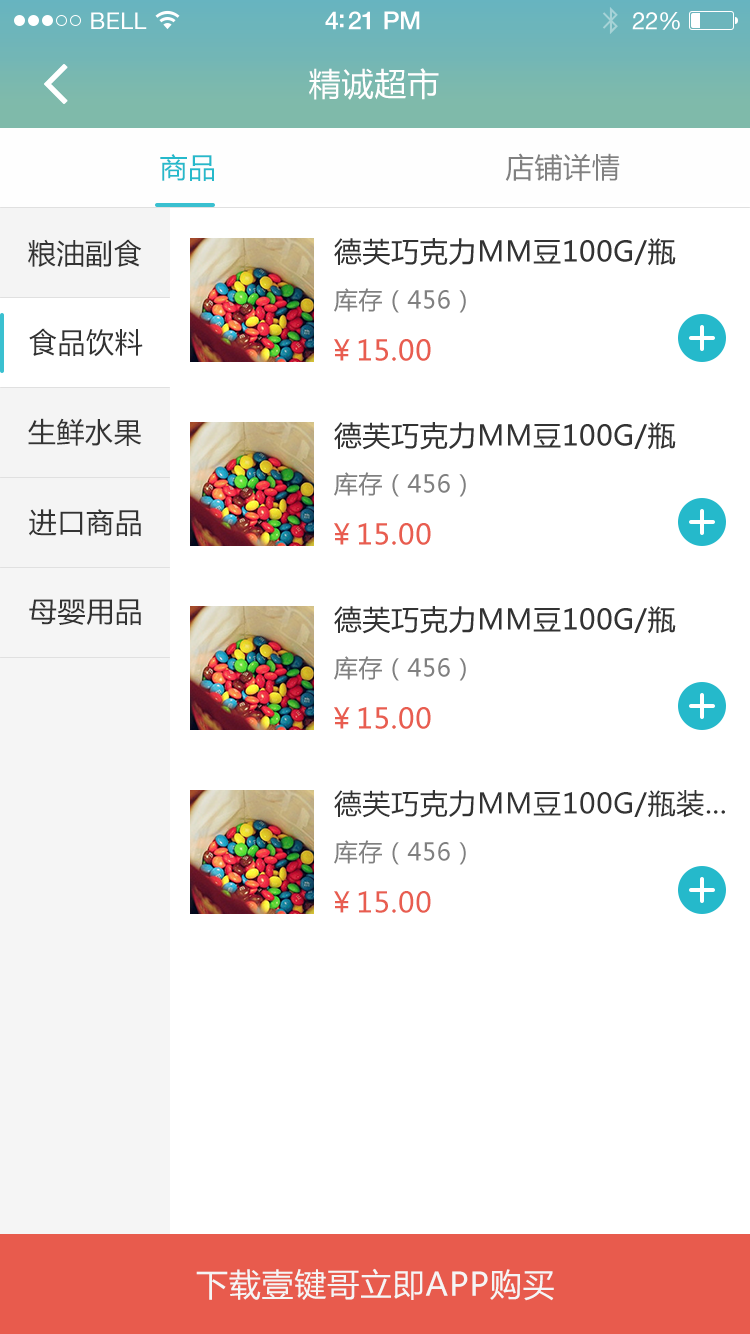 BELL 4:21 PM 22%
精诚超市
商品 店铺详情
粮油副食
食品饮料
生鲜水果
进口商品
母婴用品
德芙巧克力MM豆100G/瓶
库存（456）
¥ 15.00
德芙巧克力MM豆100G/瓶
库存（456）
¥ 15.00
德芙巧克力MM豆100G/瓶
库存（456）
¥ 15.00
德芙巧克力MM豆100G/瓶装...
库存（456）
¥ 15.00
下载壹键哥立即APP购买